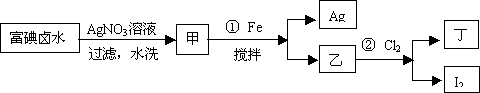 富碘卤水
AgNO₃溶液
过滤，水洗
甲
① Fe
搅拌
Ag
乙
② Cl₂
丁
I₂